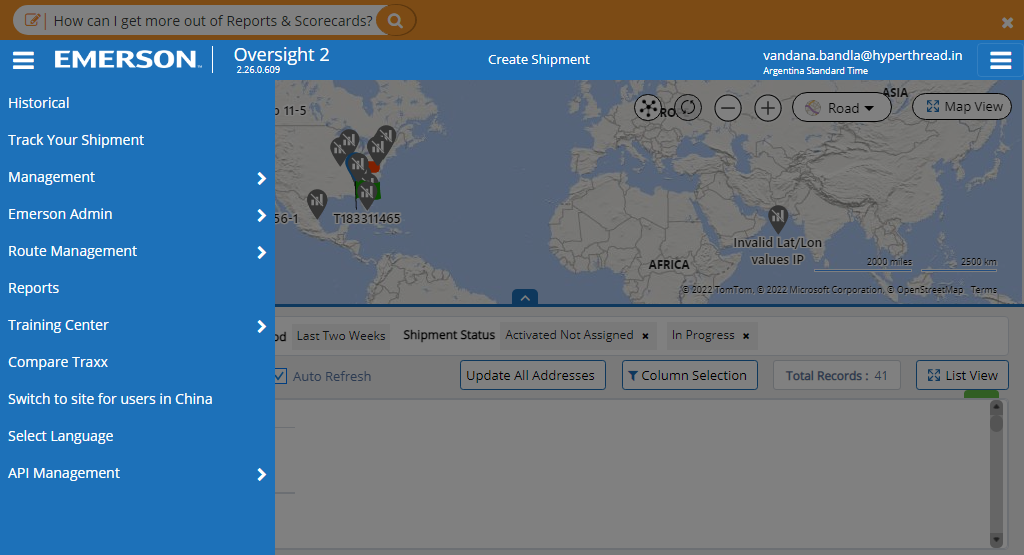 How can I get more out of Reports & Scorecards?
EMERSON
Oversight 2
2.26.0.609
Create Shipment
vandana.bandla@hyperthread.in
Argentina Standard Time
Historical
Track Your Shipment
Management
Emerson Admin
Route Management
Reports
Training Center
Compare Traxx
Switch to site for users in China
Select Language
API Management
11-5
ASIA
Road
Map View
56-1
T183311465
Invalid Lat/Lon
values IP
AFRICA
2000 miles
2500 km
© 2022 TomTom, © 2022 Microsoft Corporation, © OpenStreetMap Terms
Last Two Weeks
Shipment Status
Activated Not Assigned ×
In Progress ×
Auto Refresh
Update All Addresses
Column Selection
Total Records : 41
List View